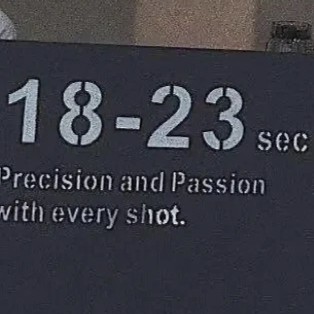 18-23 sec
Precision and Passion
with every shot.